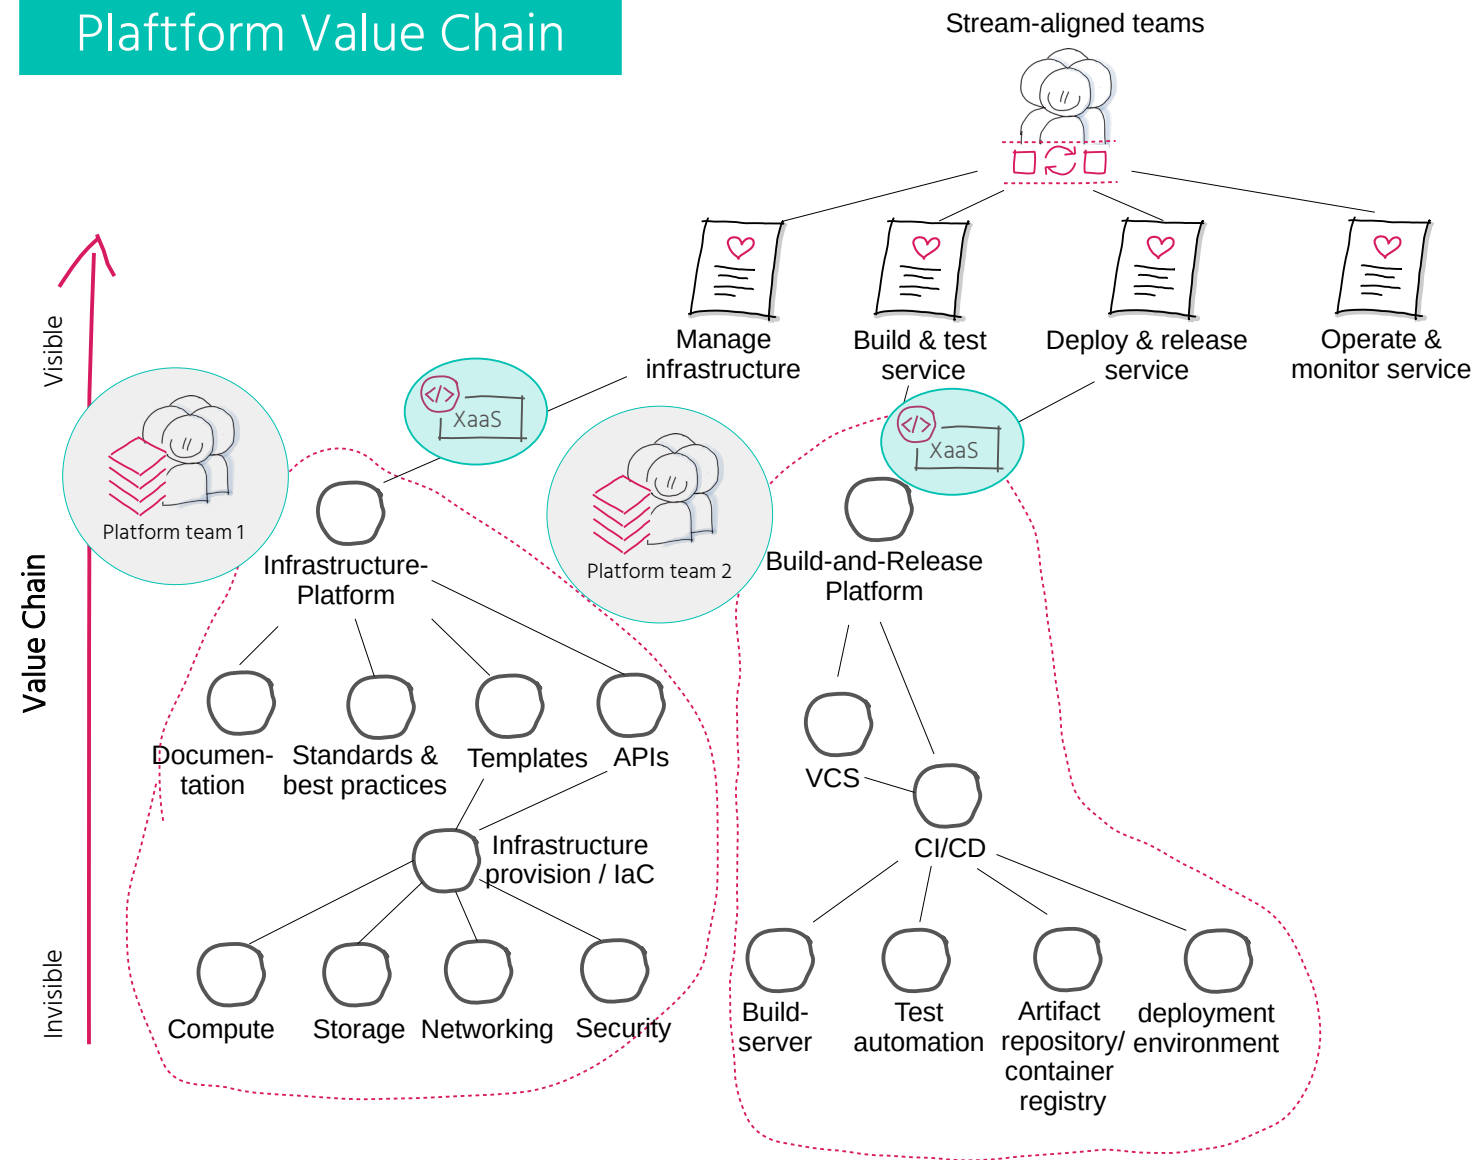 Plaftform Value Chain
Stream-aligned teams
Manage
infrastructure
Build & test
service
Deploy & release
service
Operate &
monitor service
Visible
Value Chain
Invisible
</>
XaaS
</>
XaaS
Platform team 1
Platform team 2
Infrastructure-
Platform
Build-and-Release
Platform
Documen-
tation
Standards &
best practices
Templates
APIs
VCS
CI/CD
Infrastructure
provision / IaC
Compute
Storage
Networking
Security
Build-
server
Test
automation
Artifact
repository/
container
registry
deployment
environment